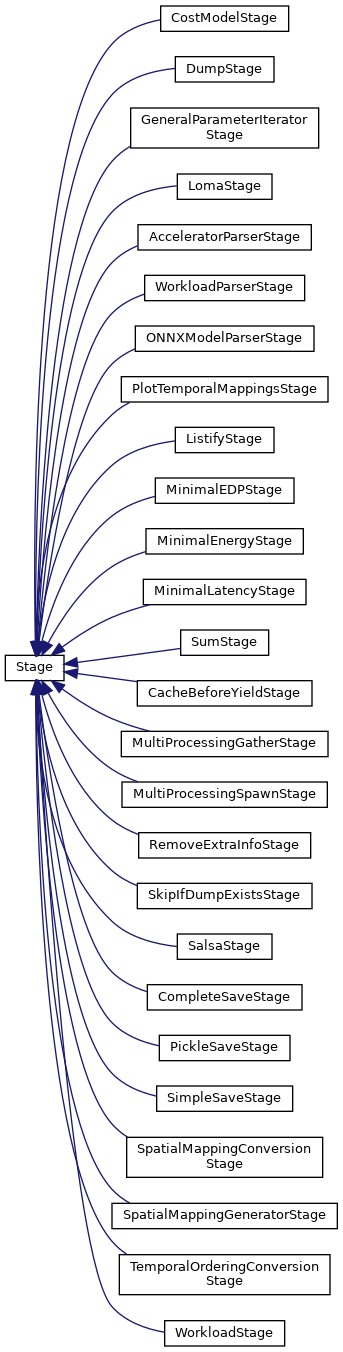 CostModelStage
DumpStage
GeneralParameterIterator
Stage
LomaStage
AcceleratorParserStage
WorkloadParserStage
ONNXModelParserStage
PlotTemporalMappingsStage
ListifyStage
MinimalEDPStage
MinimalEnergyStage
MinimalLatencyStage
SumStage
Stage
CacheBeforeYieldStage
MultiProcessingGatherStage
MultiProcessingSpawnStage
RemoveExtraInfoStage
SkipIfDumpExistsStage
SalsaStage
CompleteSaveStage
PickleSaveStage
SimpleSaveStage
SpatialMappingConversion
Stage
SpatialMappingGeneratorStage
TemporalOrderingConversion
Stage
WorkloadStage